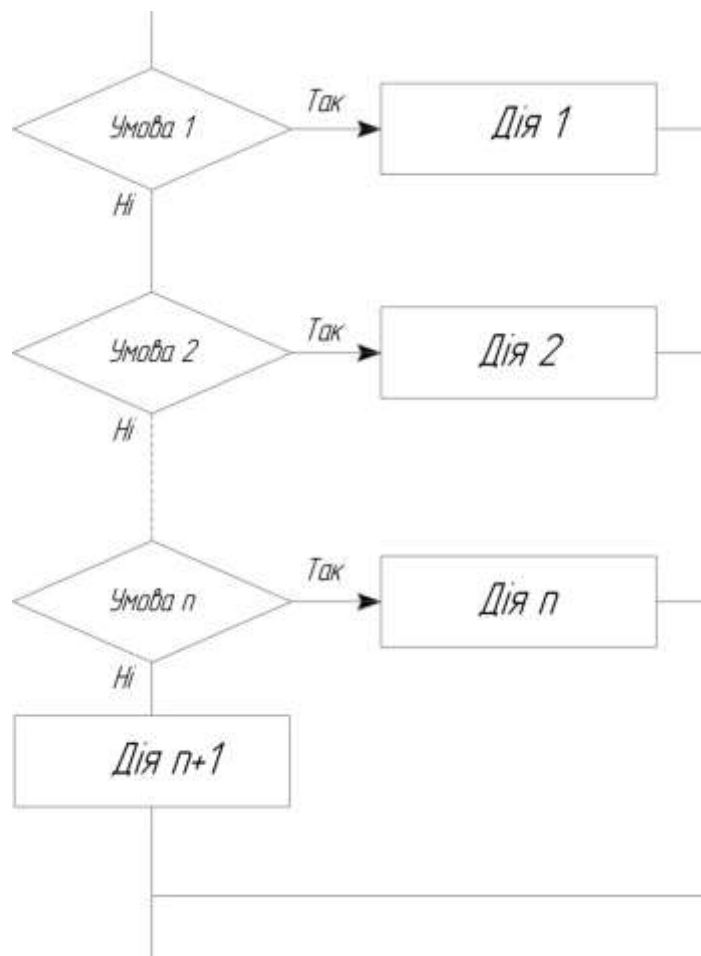 Умова 1
Так
Дія 1
Ні
Умова 2
Так
Дія 2
Ні
Умова n
Так
Дія n
Ні
Дія n+1